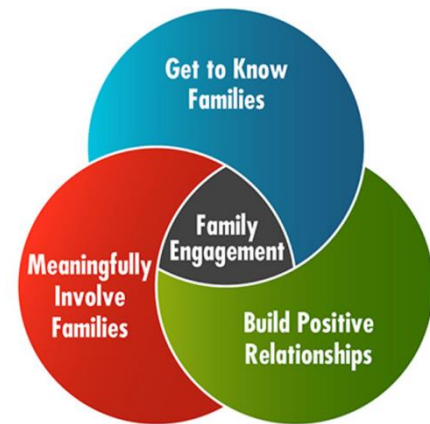 Get to Know
Families
Family
Engagement
Meaningfully
Involve
Families
Build Positive
Relationships